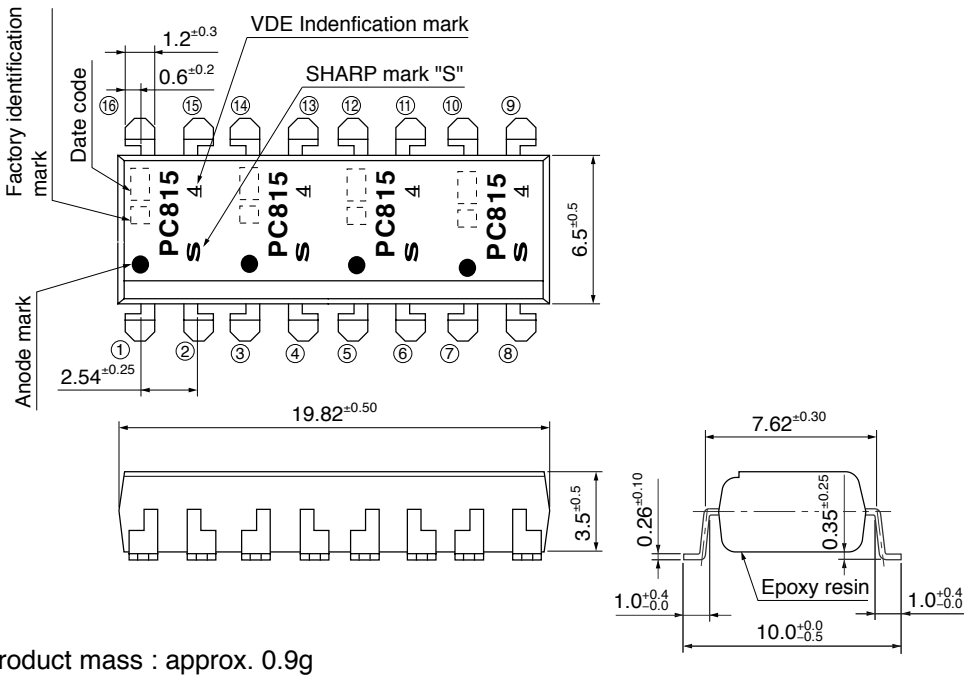 Factory identification
mark
Date code
1.2±0.3
0.6±0.2
VDE Indenfication mark
SHARP mark "S"
⑯ ⑮ ⑭ ⑬ ⑫ ⑪ ⑩ ⑨
PC815 4 S
PC815 4 S
PC815 4 S
PC815 4 S
6.5±0.5
Anode mark
① ② ③ ④ ⑤ ⑥ ⑦ ⑧
2.54±0.25
19.82±0.50
3.5±0.5
7.62±0.30
0.26±0.10
0.35±0.25
Epoxy resin
1.0+0.4-0.0
1.0+0.4-0.0
10.0+0.0-0.5
roduct mass : approx. 0.9g